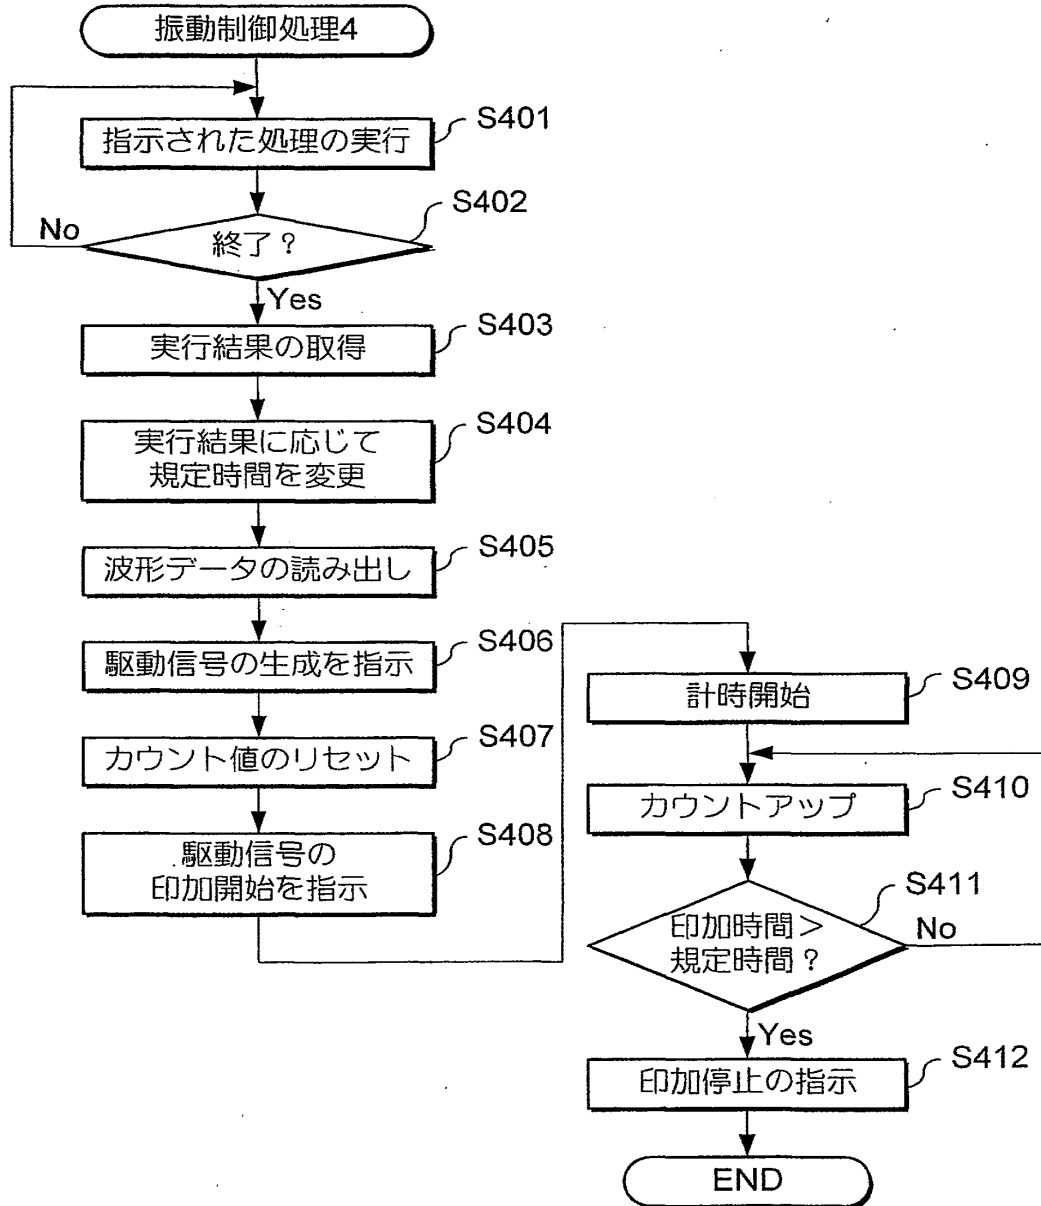 振動制御処理4
指示された処理の実行
S401
S402
No
終了？
Yes
実行結果の取得
S403
実行結果に応じて
規定時間を変更
S404
波形データの読み出し
S405
駆動信号の生成を指示
S406
カウント値のリセット
S407
駆動信号の
印加開始を指示
S408
計時開始
S409
カウントアップ
S410
S411
印加時間＞
規定時間？
No
Yes
印加停止の指示
S412
END